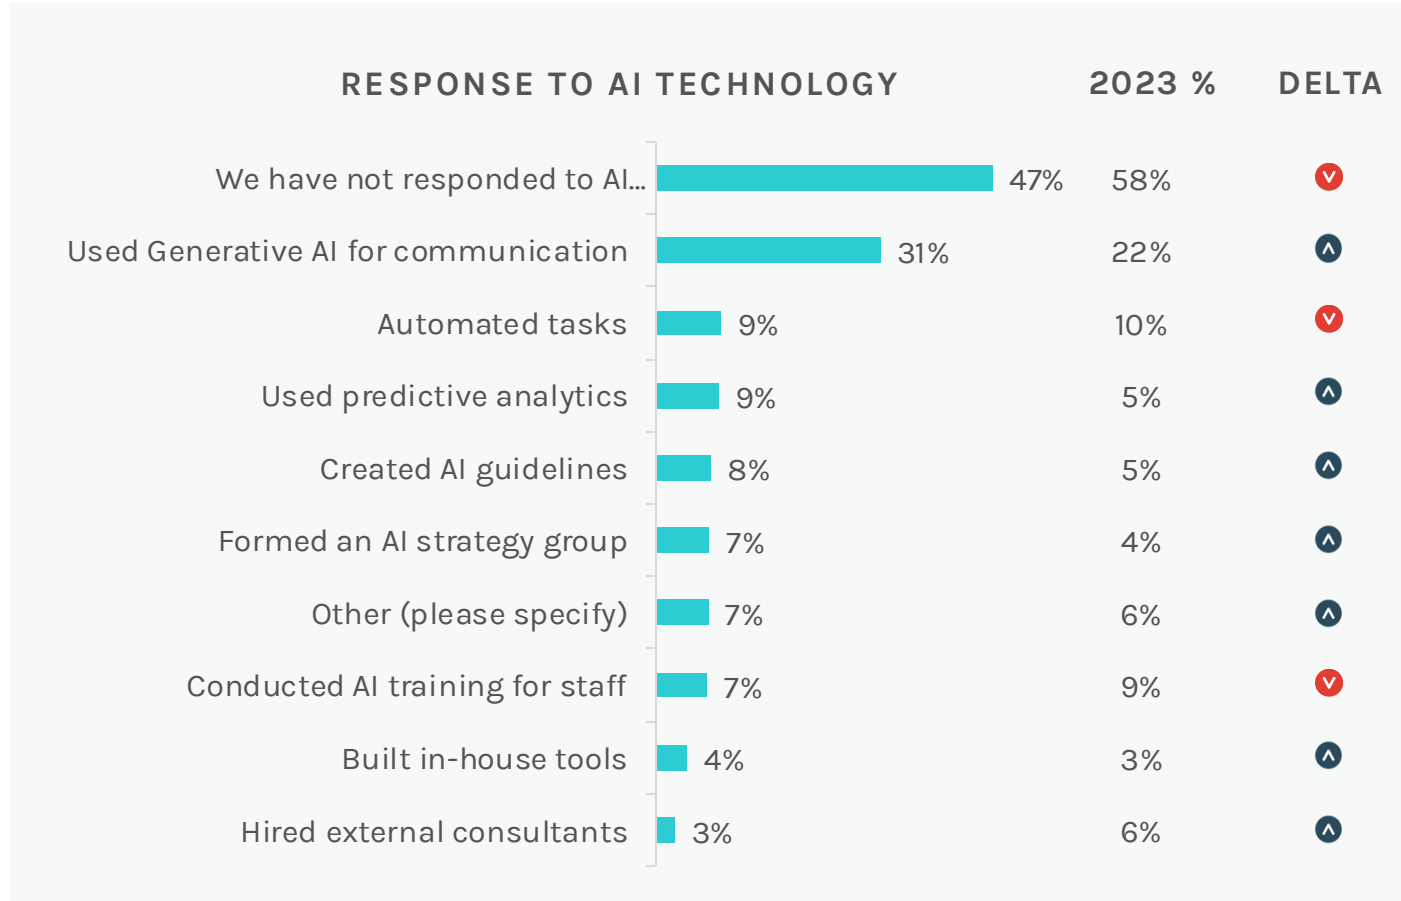 RESPONSE TO AI TECHNOLOGY 2023 % DELTA
We have not responded to AI... 47% 58%
Used Generative AI for communication 31% 22%
Automated tasks 9% 10%
Used predictive analytics 9% 5%
Created AI guidelines 8% 5%
Formed an AI strategy group 7% 4%
Other (please specify) 7% 6%
Conducted AI training for staff 7% 9%
Built in-house tools 4% 3%
Hired external consultants 3% 6%